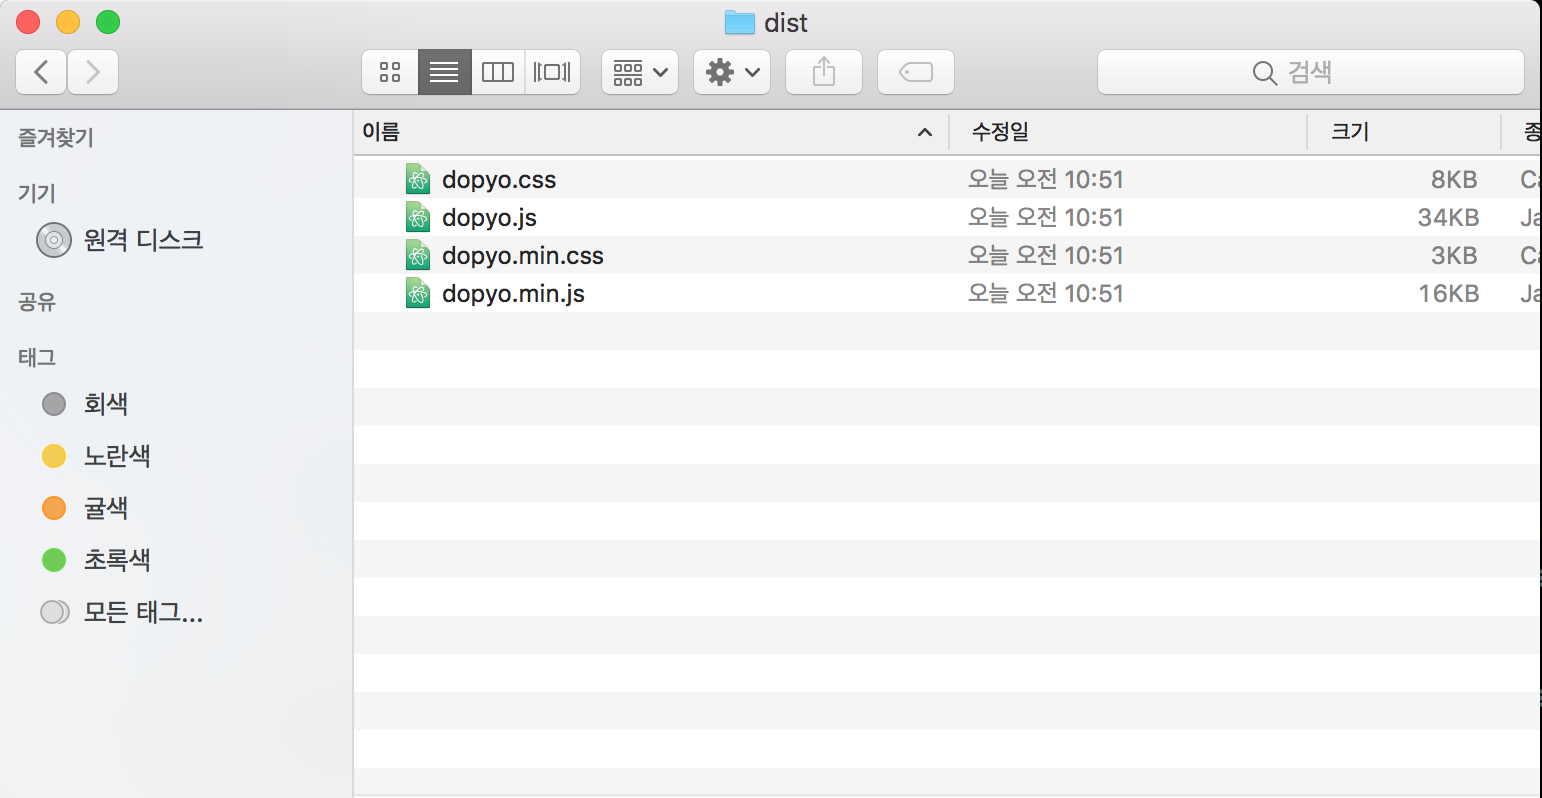 dist
검색
즐겨찾기
기기
원격 디스크
공유
태그
회색
노란색
귤색
초록색
모든 태그...
이름 수정일 크기 종
dopyo.css 오늘 오전 10:51 8KB Ca
dopyo.js 오늘 오전 10:51 34KB Ja
dopyo.min.css 오늘 오전 10:51 3KB Ca
dopyo.min.js 오늘 오전 10:51 16KB Ja